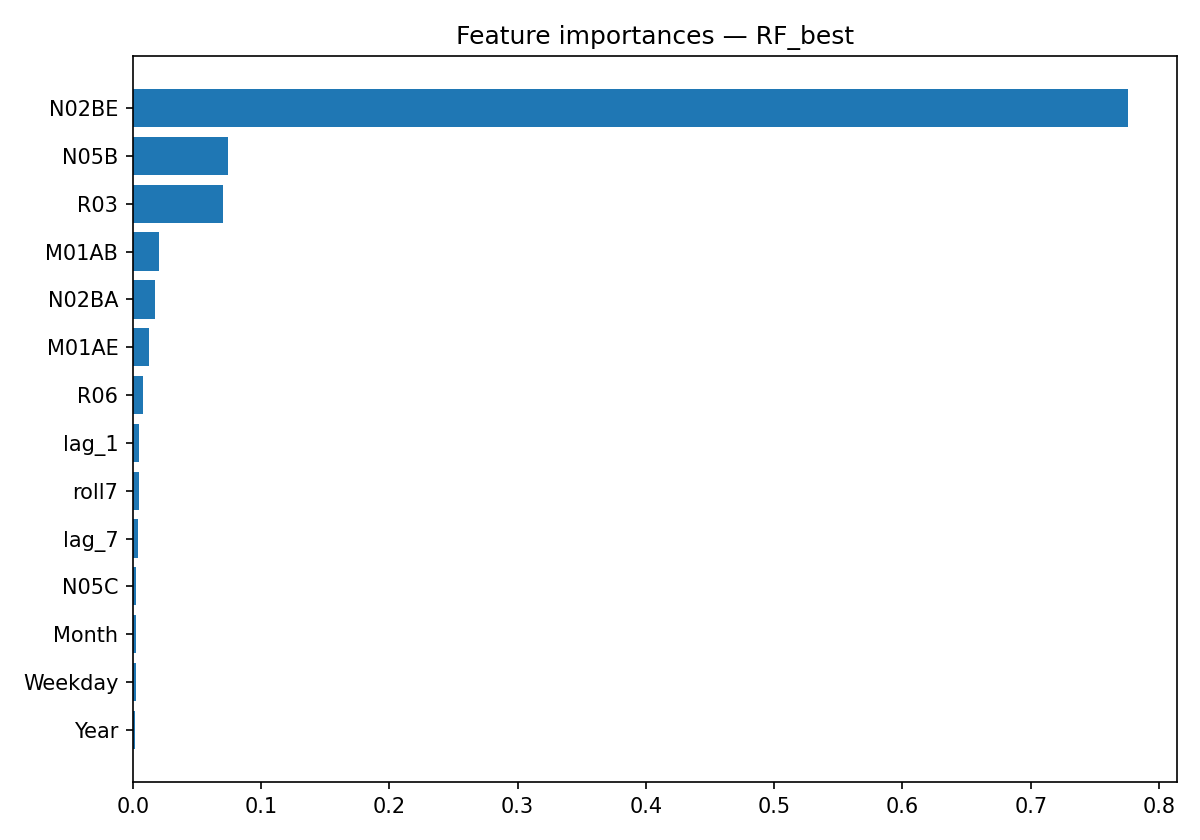 Feature importances — RF_best
N02BE
N05B
R03
M01AB
N02BA
M01AE
R06
lag_1
roll7
lag_7
N05C
Month
Weekday
Year
0.0 0.1 0.2 0.3 0.4 0.5 0.6 0.7 0.8